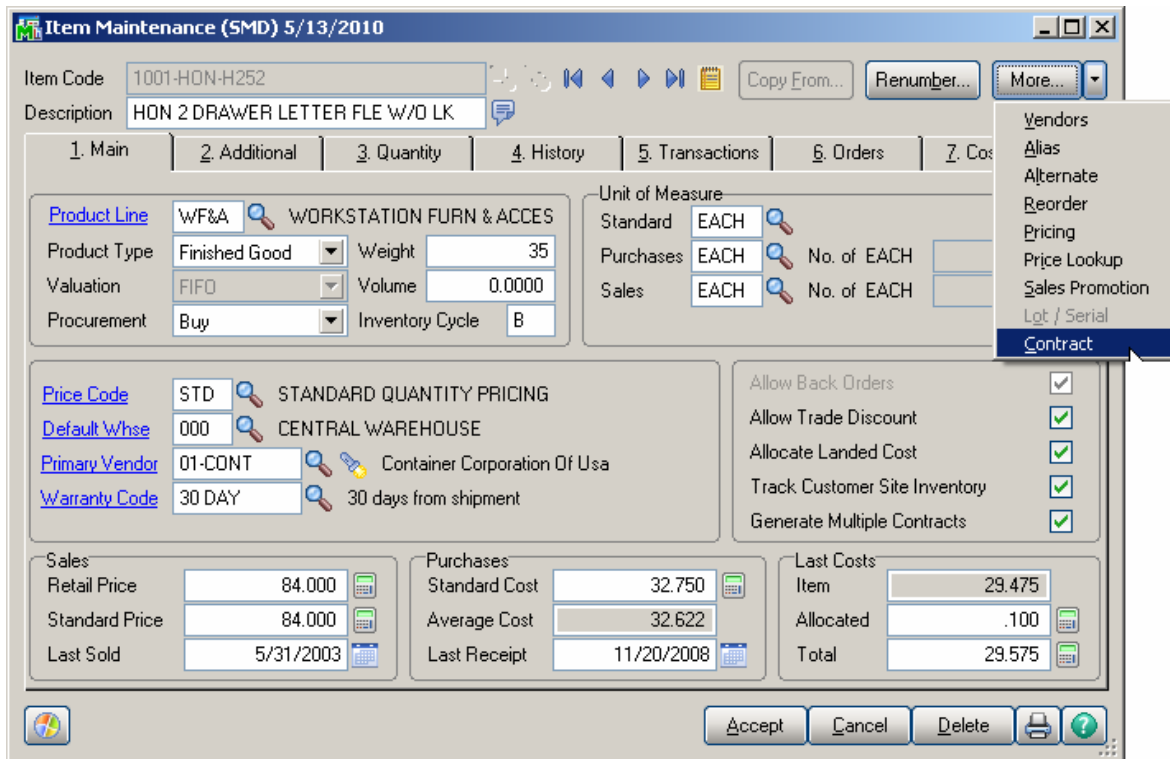 Item Maintenance (SMD) 5/13/2010
Item Code 1001-HON-H252 Copy From... Renumber... More...
Description HON 2 DRAWER LETTER FLE W/O LK
Vendors
Alias
Alternate
Reorder
Pricing
Price Lookup
Sales Promotion
Lot / Serial
Contract
1. Main 2. Additional 3. Quantity 4. History 5. Transactions 6. Orders 7. Cos
Product Line WF&A WORKSTATION FURN & ACCES
Product Type Finished Good Weight 35
Valuation FIFO Volume 0.0000
Procurement Buy Inventory Cycle B
Unit of Measure
Standard EACH
Purchases EACH No. of EACH
Sales EACH No. of EACH
Price Code STD STANDARD QUANTITY PRICING
Default Whse 000 CENTRAL WAREHOUSE
Primary Vendor 01-CONT Container Corporation Of Usa
Warranty Code 30 DAY 30 days from shipment
Allow Back Orders
Allow Trade Discount
Allocate Landed Cost
Track Customer Site Inventory
Generate Multiple Contracts
Sales
Retail Price 84.000
Standard Price 84.000
Last Sold 5/31/2003
Purchases
Standard Cost 32.750
Average Cost 32.622
Last Receipt 11/20/2008
Last Costs
Item 29.475
Allocated .100
Total 29.575
Accept Cancel Delete